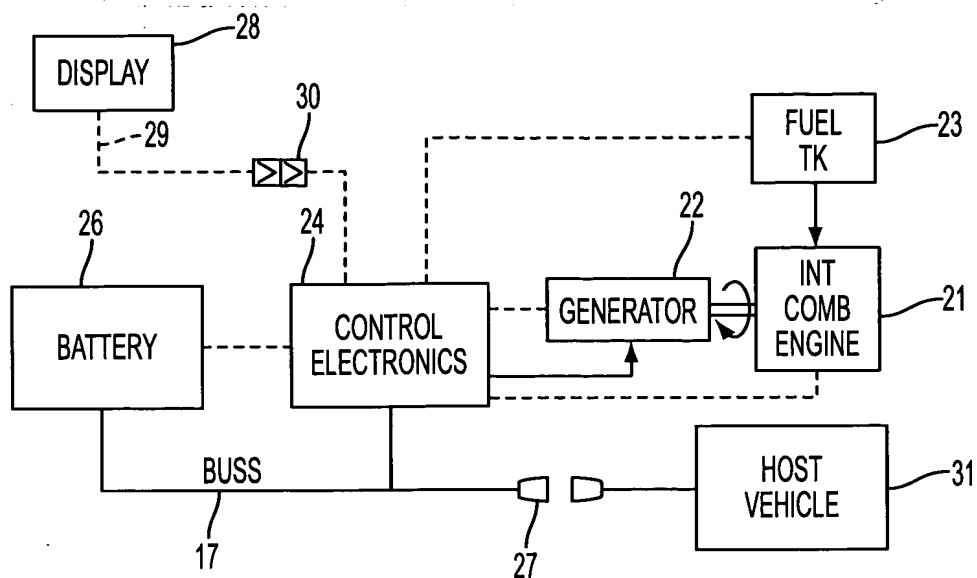 28
DISPLAY
29
30
FUEL
TK
23
26
24
22
BATTERY
CONTROL
ELECTRONICS
GENERATOR
INT
COMB
ENGINE
21
BUSS
17
27
HOST
VEHICLE
31